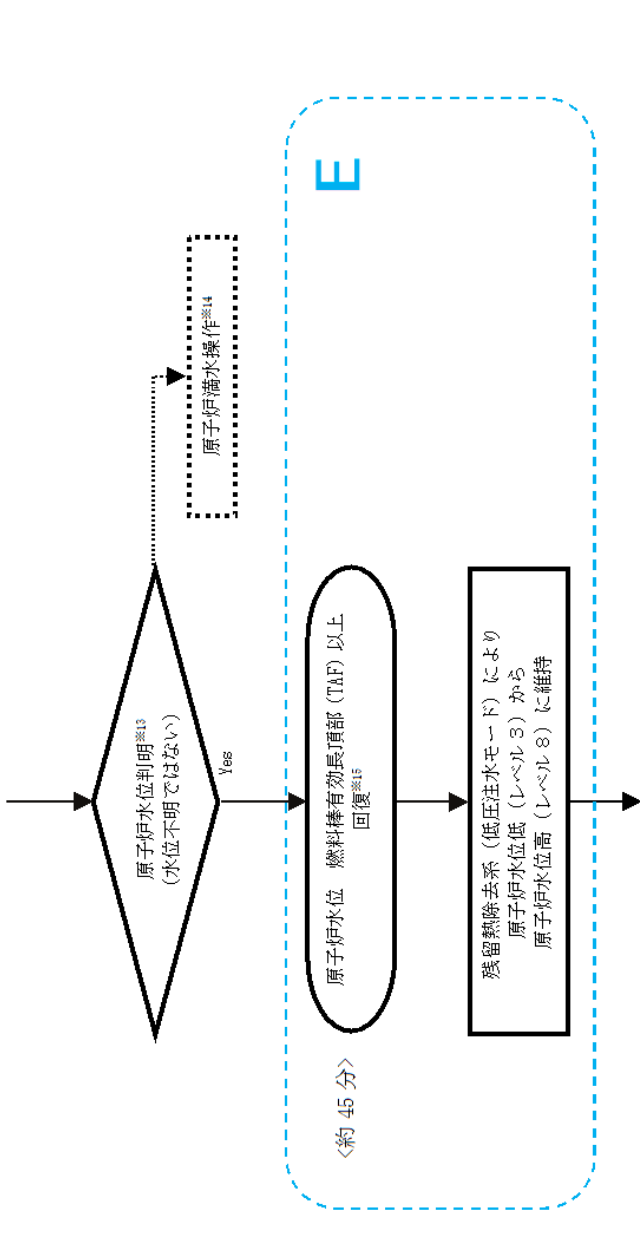 原子炉水位判明※13
(水位不明ではない)
Yes
原子炉満水操作※14
E
<約 45 分>
原子炉水位　燃料棒有効長頂部(TAF)以上
回復※15
残留熱除去系(低圧注水モード)により
原子炉水位低(レベル3)から
原子炉水位高(レベル8)に維持